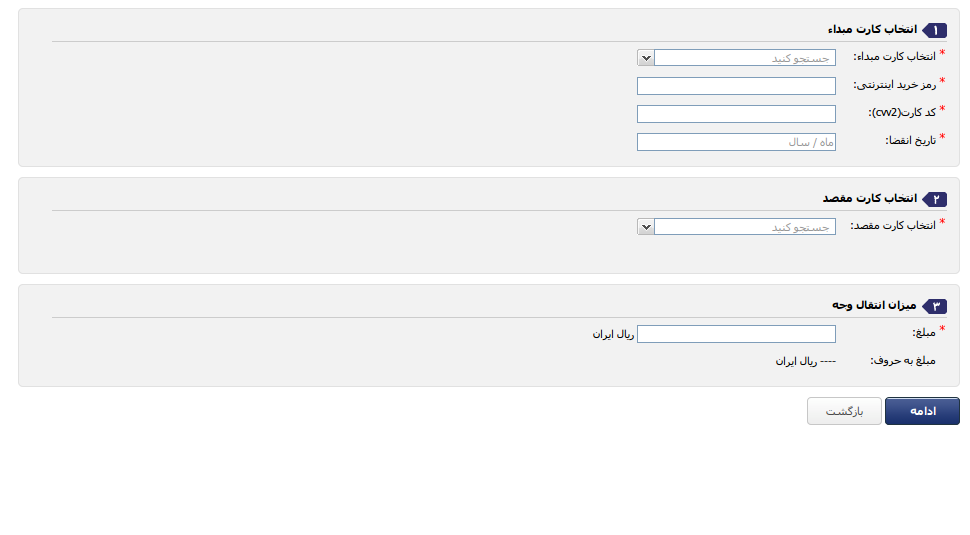 ۱ انتخاب کارت مبداء
* انتخاب کارت مبداء: جستجو کنید
* رمز خرید اینترنتی:
* کد کارت(cvv2):
* تاریخ انقضا: ماه / سال
۲ انتخاب کارت مقصد
* انتخاب کارت مقصد: جستجو کنید
۳ میزان انتقال وجه
* مبلغ: ریال ایران
مبلغ به حروف: ---- ریال ایران
ادامه بازگشت